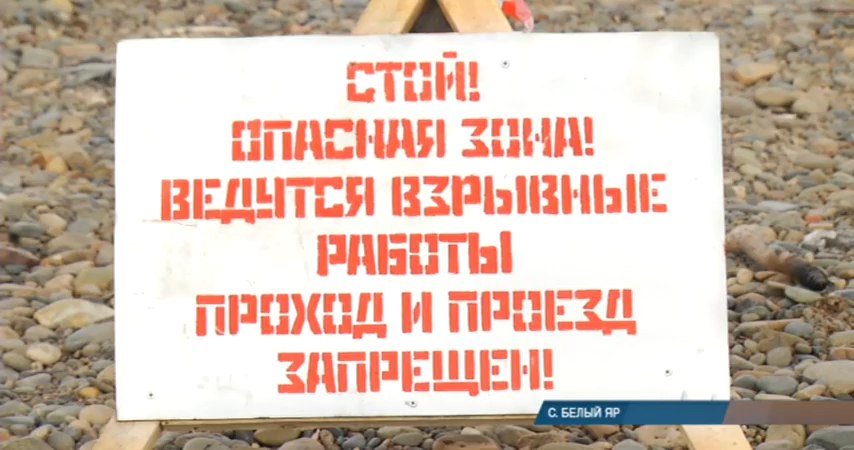 СТОЙ!
ОПАСНАЯ ЗОНА!
ВЕДУТСЯ ВЗРЫВНЫЕ
РАБОТЫ
ПРОХОД И ПРОЕЗД
ЗАПРЕЩЕН!
С. БЕЛЫЙ ЯР